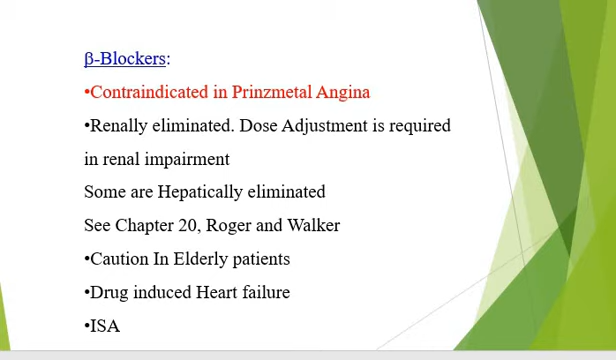 β-Blockers:
•Contraindicated in Prinzmetal Angina
•Renally eliminated. Dose Adjustment is required
in renal impairment
Some are Hepatically eliminated
See Chapter 20, Roger and Walker
•Caution In Elderly patients
•Drug induced Heart failure
•ISA